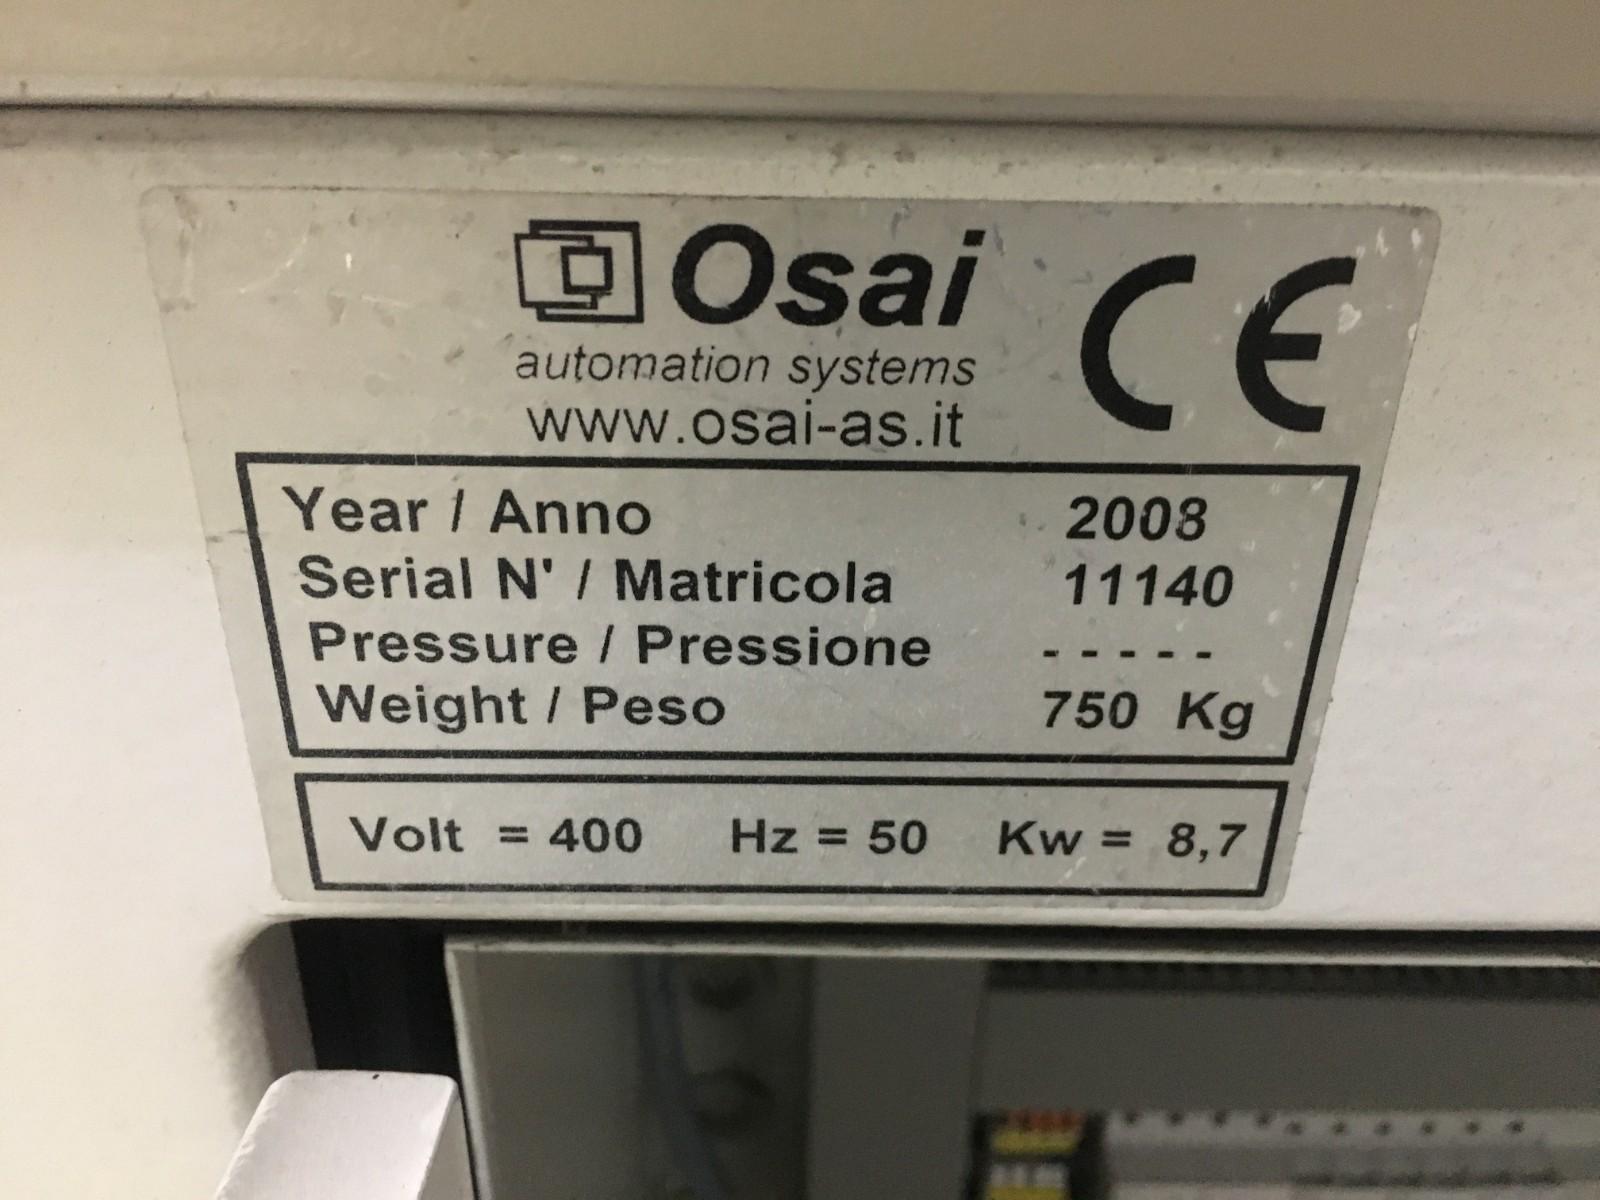 Osai CE
automation systems
www.osai-as.it
Year / Anno 2008
Serial N' / Matricola 11140
Pressure / Pressione - - - - -
Weight / Peso 750 Kg
Volt = 400 Hz = 50 Kw = 8,7